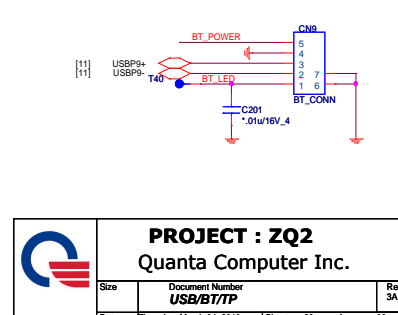 CN9
BT_POWER
5
4
[11] USBP9+ 3
[11] USBP9- 2 7
T40 BT_LED 1 6
BT_CONN
C201
*.01u/16V_4
PROJECT : ZQ2
Quanta Computer Inc.
Size Document Number Re
USB/BT/TP 3A